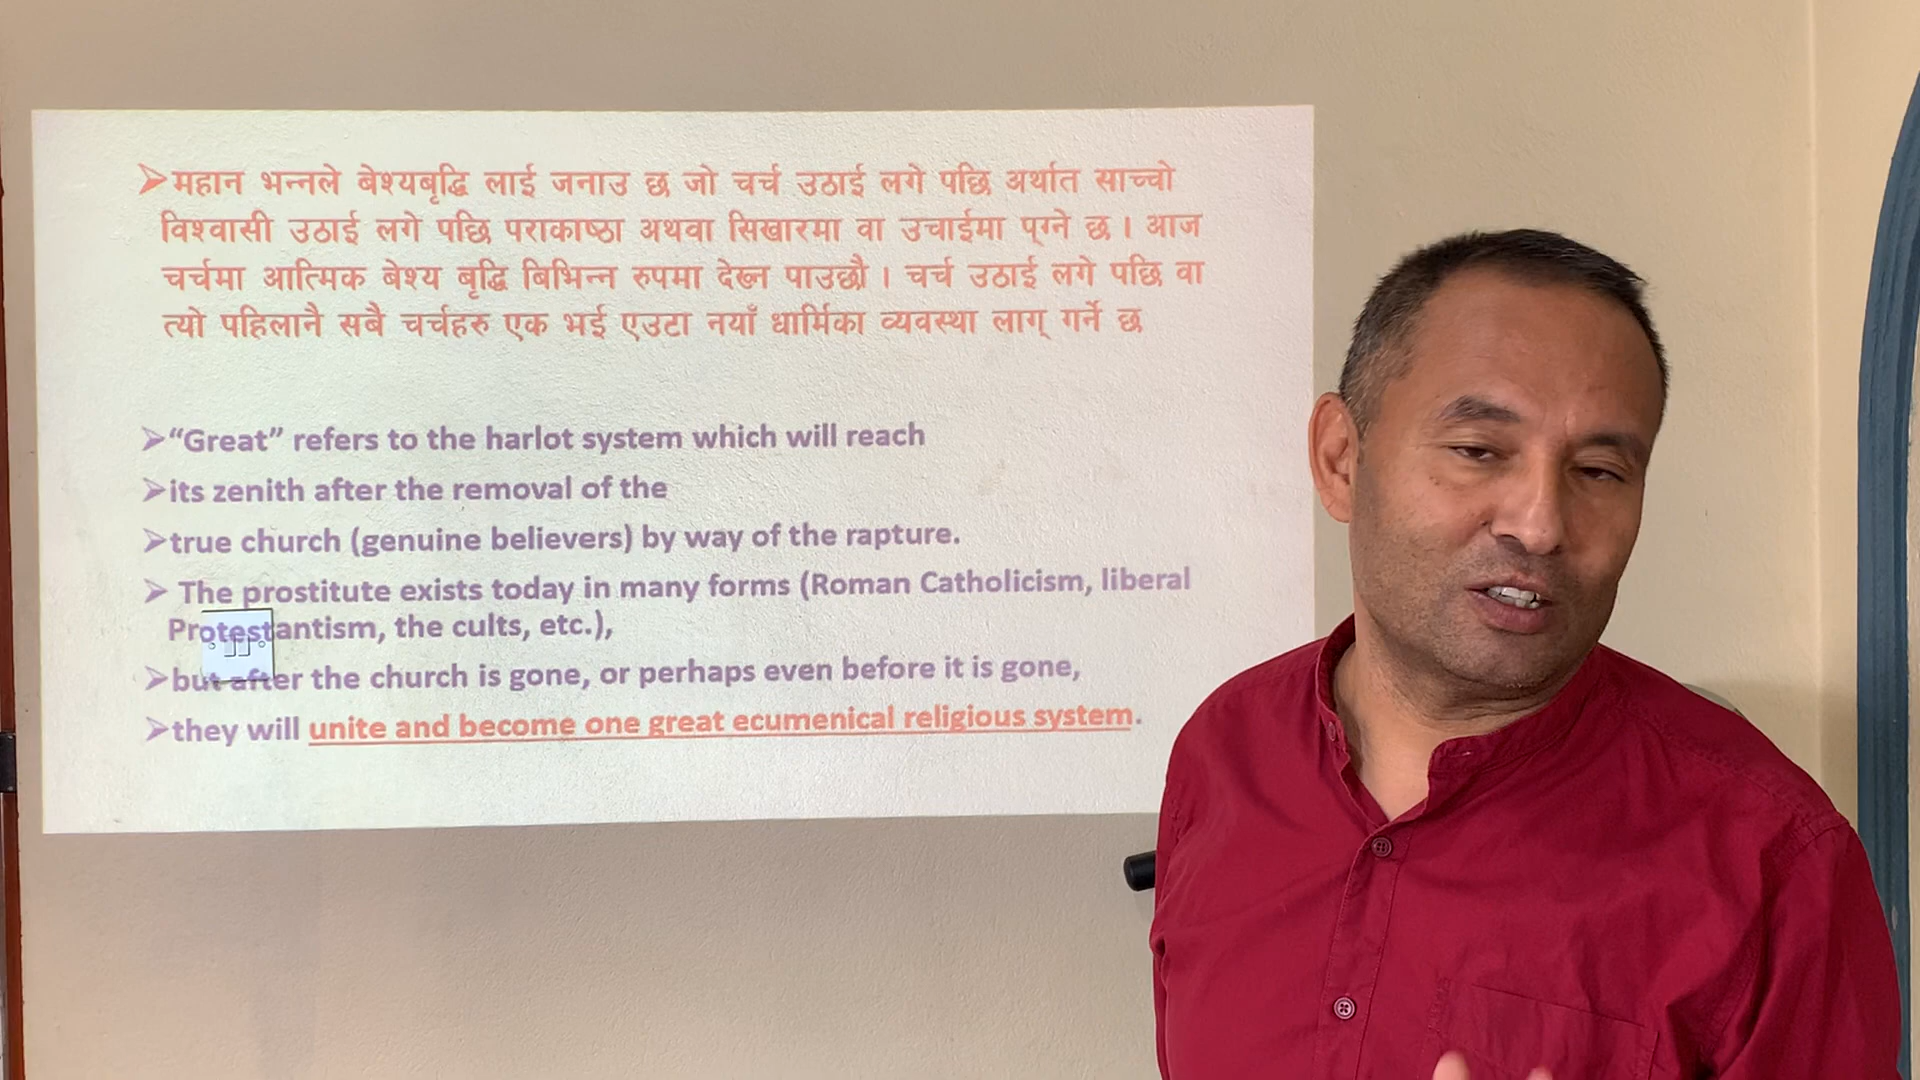 ➢महान भन्नले बेश्यबृद्धि लाई जनाउ छ जो चर्च उठाई लगे पछि अर्थात साच्चो
विश्वासी उठाई लगे पछि पराकाष्ठा अथवा सिखारमा वा उचाईमा पुग्ने छ । आज
चर्चमा आत्मिक बेश्य बृद्धि बिभिन्न रुपमा देख्न पाउछौ । चर्च उठाई लगे पछि वा
त्यो पहिलानै सबै चर्चहरु एक भई एउटा नयाँ धार्मिका व्यवस्था लागू गर्ने छ
➢“Great” refers to the harlot system which will reach
➢its zenith after the removal of the
➢true church (genuine believers) by way of the rapture.
➢ The prostitute exists today in many forms (Roman Catholicism, liberal
Protestantism, the cults, etc.),
➢but after the church is gone, or perhaps even before it is gone,
➢they will unite and become one great ecumenical religious system.